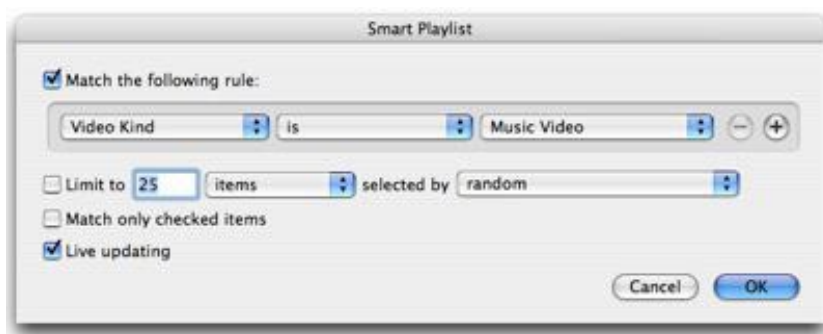 Smart Playlist
Match the following rule:
Video Kind is Music Video
Limit to 25 items selected by random
Match only checked items
Live updating
Cancel OK